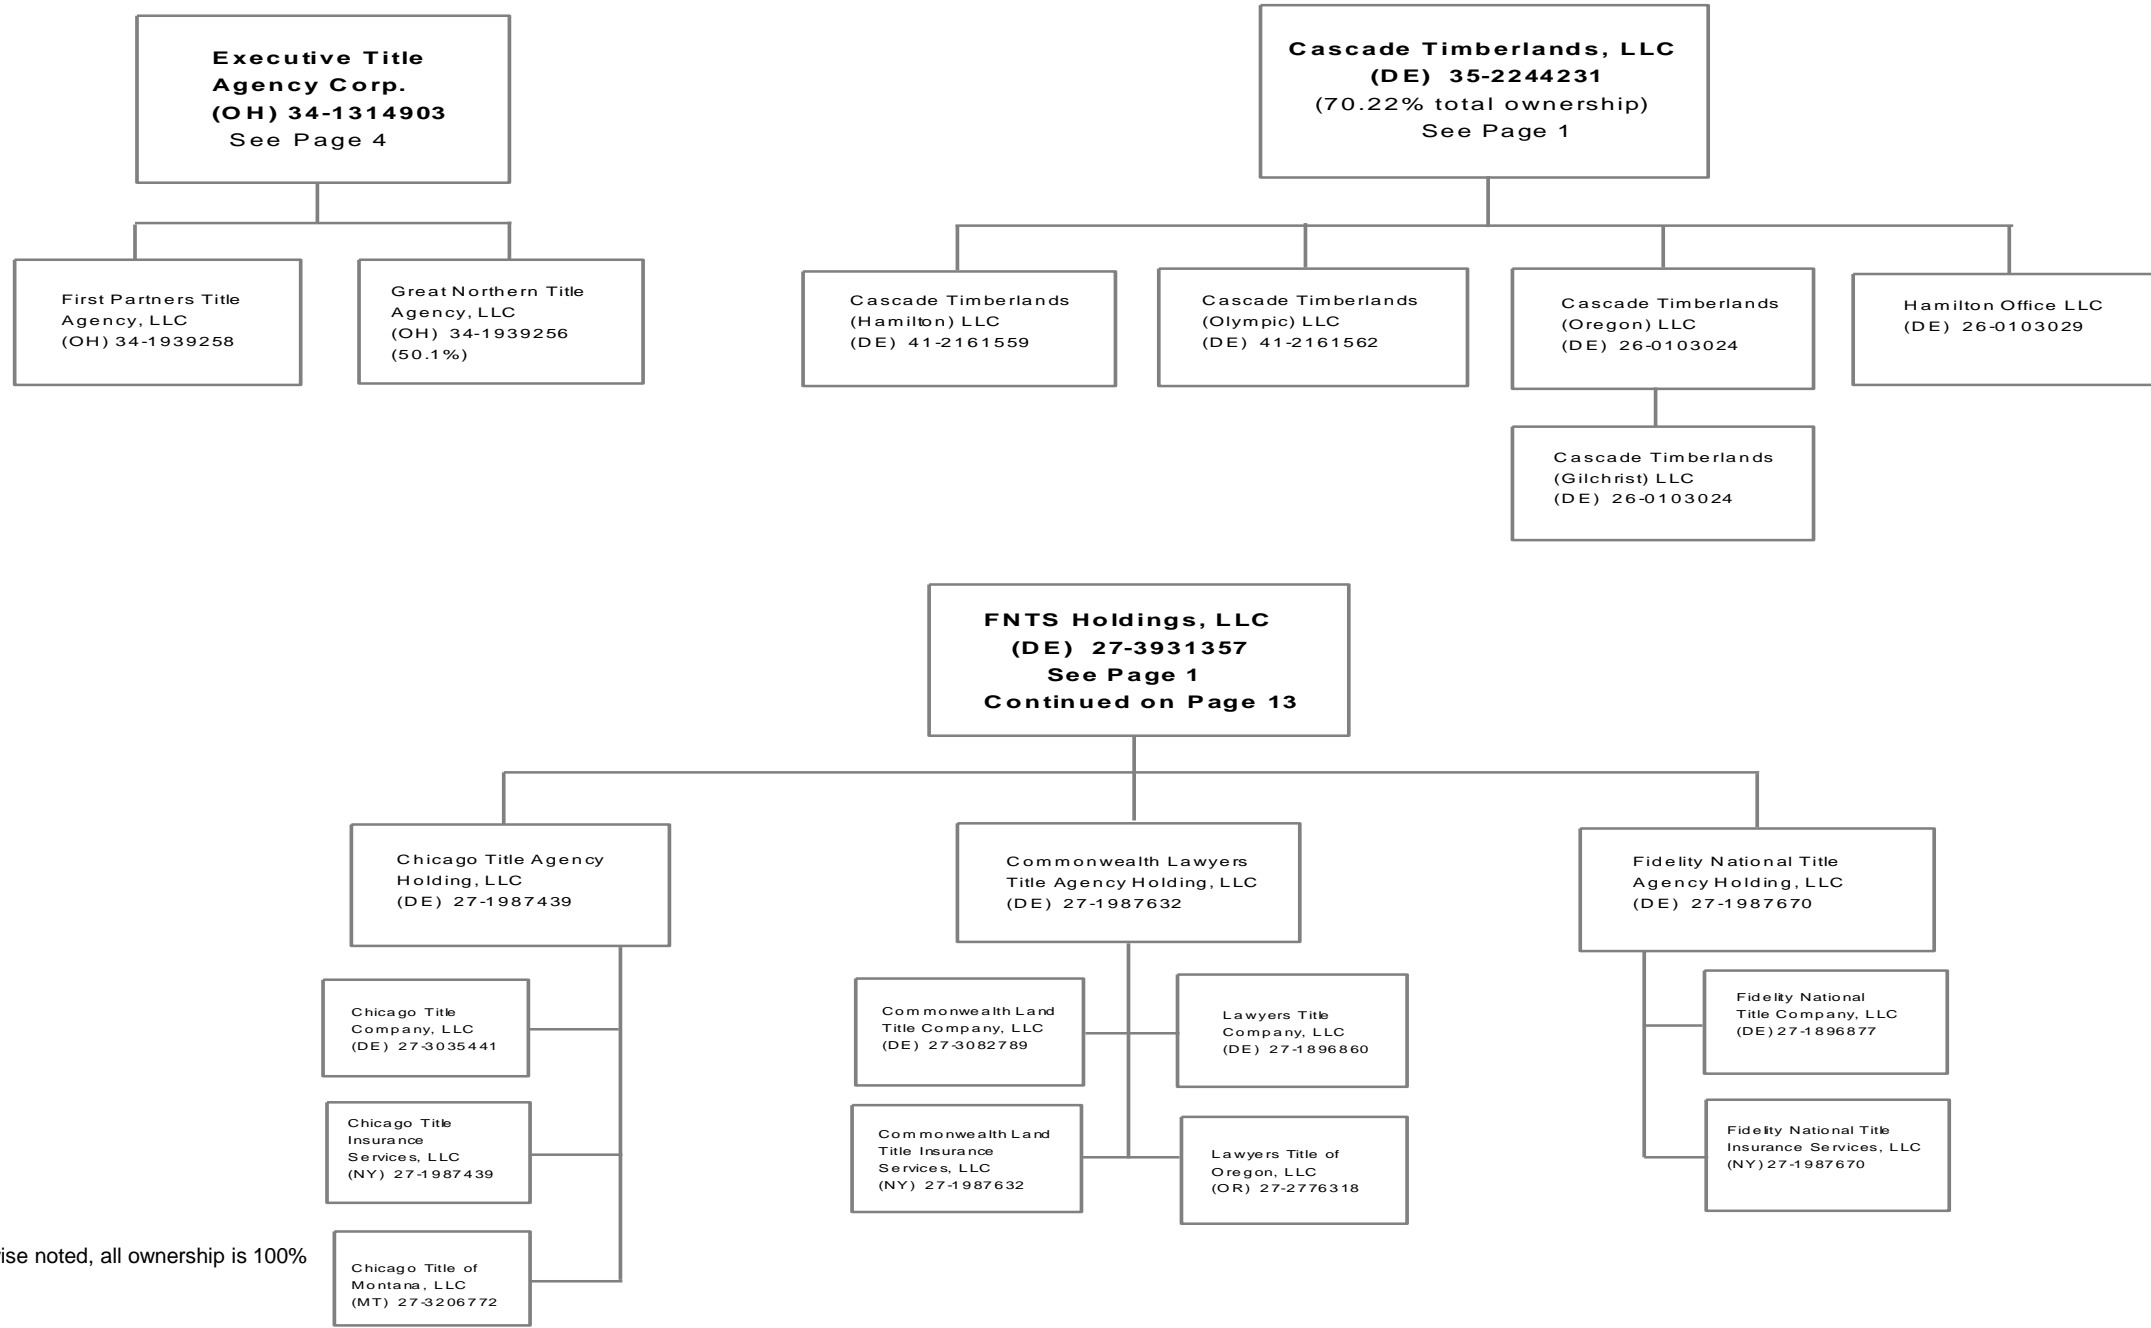 Executive Title
Agency Corp.
(OH) 34-1314903
See Page 4
Cascade Timberlands, LLC
(DE) 35-2244231
(70.22% total ownership)
See Page 1
First Partners Title
Agency, LLC
(OH) 34-1939258
Great Northern Title
Agency, LLC
(OH) 34-1939256
(50.1%)
Cascade Timberlands
(Hamilton) LLC
(DE) 41-2161559
Cascade Timberlands
(Olympic) LLC
(DE) 41-2161562
Cascade Timberlands
(Oregon) LLC
(DE) 26-0103024
Hamilton Office LLC
(DE) 26-0103029
Cascade Timberlands
(Gilchrist) LLC
(DE) 26-0103024
FNTS Holdings, LLC
(DE) 27-3931357
See Page 1
Continued on Page 13
Chicago Title Agency
Holding, LLC
(DE) 27-1987439
Commonwealth Lawyers
Title Agency Holding, LLC
(DE) 27-1987632
Fidelity National Title
Agency Holding, LLC
(DE) 27-1987670
Chicago Title
Company, LLC
(DE) 27-3035441
Commonwealth Land
Title Company, LLC
(DE) 27-3082789
Lawyers Title
Company, LLC
(DE) 27-1896860
Fidelity National
Title Company, LLC
(DE) 27-1896877
Chicago Title
Insurance
Services, LLC
(NY) 27-1987439
Commonwealth Land
Title Insurance
Services, LLC
(NY) 27-1987632
Lawyers Title of
Oregon, LLC
(OR) 27-2776318
Fidelity National Title
Insurance Services, LLC
(NY) 27-1987670
Chicago Title of
Montana, LLC
(MT) 27-3206772
ise noted, all ownership is 100%